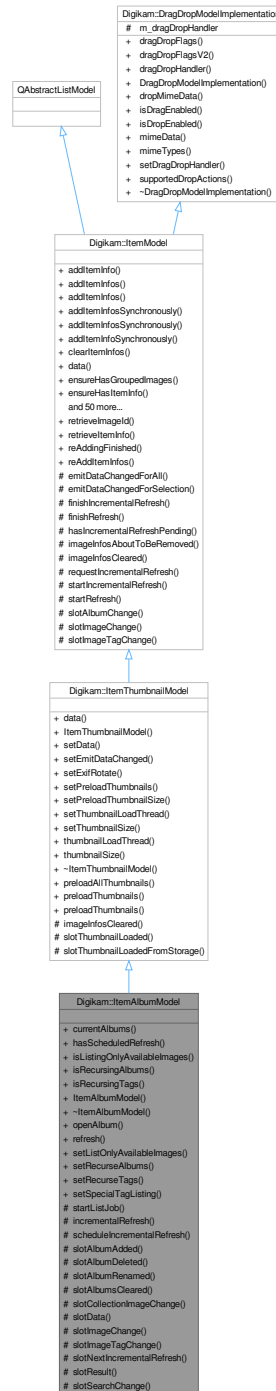 Digikam::DragDropModelImplementation
# m_dragDropHandler
+ dragDropFlags()
+ dragDropFlagsV2()
+ dragDropHandler()
+ DragDropModelImplementation()
+ dropMimeData()
+ isDragEnabled()
+ isDropEnabled()
+ mimeData()
+ mimeTypes()
+ setDragDropHandler()
+ supportedDropActions()
+ ~DragDropModelImplementation()
QAbstractListModel
Digikam::ItemModel
+ addItemInfo()
+ addItemInfos()
+ addItemInfos()
+ addItemInfosSynchronously()
+ addItemInfosSynchronously()
+ addItemInfoSynchronously()
+ clearItemInfos()
+ data()
+ ensureHasGroupedImages()
+ ensureHasItemInfo()
and 50 more...
+ retrieveImageId()
+ retrieveItemInfo()
+ reAddingFinished()
+ reAddItemInfos()
# emitDataChangedForAll()
# emitDataChangedForSelection()
# finishIncrementalRefresh()
# finishRefresh()
# hasIncrementalRefreshPending()
# imageInfosAboutToBeRemoved()
# imageInfosCleared()
# requestIncrementalRefresh()
# startIncrementalRefresh()
# startRefresh()
# slotAlbumChange()
# slotImageChange()
# slotImageTagChange()
Digikam::ItemThumbnailModel
+ data()
+ ItemThumbnailModel()
+ setData()
+ setEmitDataChanged()
+ setExifRotate()
+ setPreloadThumbnails()
+ setPreloadThumbnailSize()
+ setThumbnailLoadThread()
+ setThumbnailSize()
+ thumbnailLoadThread()
+ thumbnailSize()
+ ~ItemThumbnailModel()
+ preloadAllThumbnails()
+ preloadThumbnails()
+ preloadThumbnails()
# imageInfosCleared()
# slotThumbnailLoaded()
# slotThumbnailLoadedFromStorage()
Digikam::ItemAlbumModel
+ currentAlbums()
+ hasScheduledRefresh()
+ isListingOnlyAvailableImages()
+ isRecursingAlbums()
+ isRecursingTags()
+ ItemAlbumModel()
+ ~ItemAlbumModel()
+ openAlbum()
+ refresh()
+ setListOnlyAvailableImages()
+ setRecurseAlbums()
+ setRecurseTags()
+ setSpecialTagListing()
# startListJob()
# incrementalRefresh()
# scheduleIncrementalRefresh()
# slotAlbumAdded()
# slotAlbumDeleted()
# slotAlbumRenamed()
# slotAlbumsCleared()
# slotCollectionImageChange()
# slotData()
# slotImageChange()
# slotImageTagChange()
# slotNextIncrementalRefresh()
# slotResult()
# slotSearchChange()